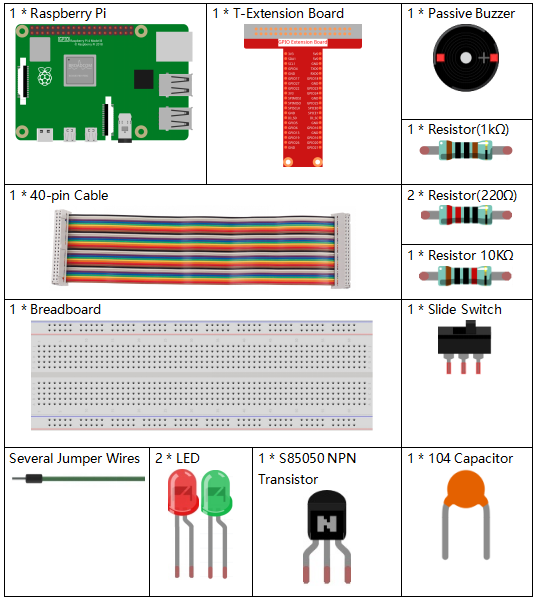 1 * Raspberry Pi
1 * T-Extension Board
1 * Passive Buzzer
GPIO Extension Board
1 * Resistor(1kΩ)
1 * 40-pin Cable
2 * Resistor(220Ω)
1 * Resistor 10KΩ
1 * Breadboard
1 * Slide Switch
Several Jumper Wires
2 * LED
1 * S85050 NPN
Transistor
N
1 * 104 Capacitor